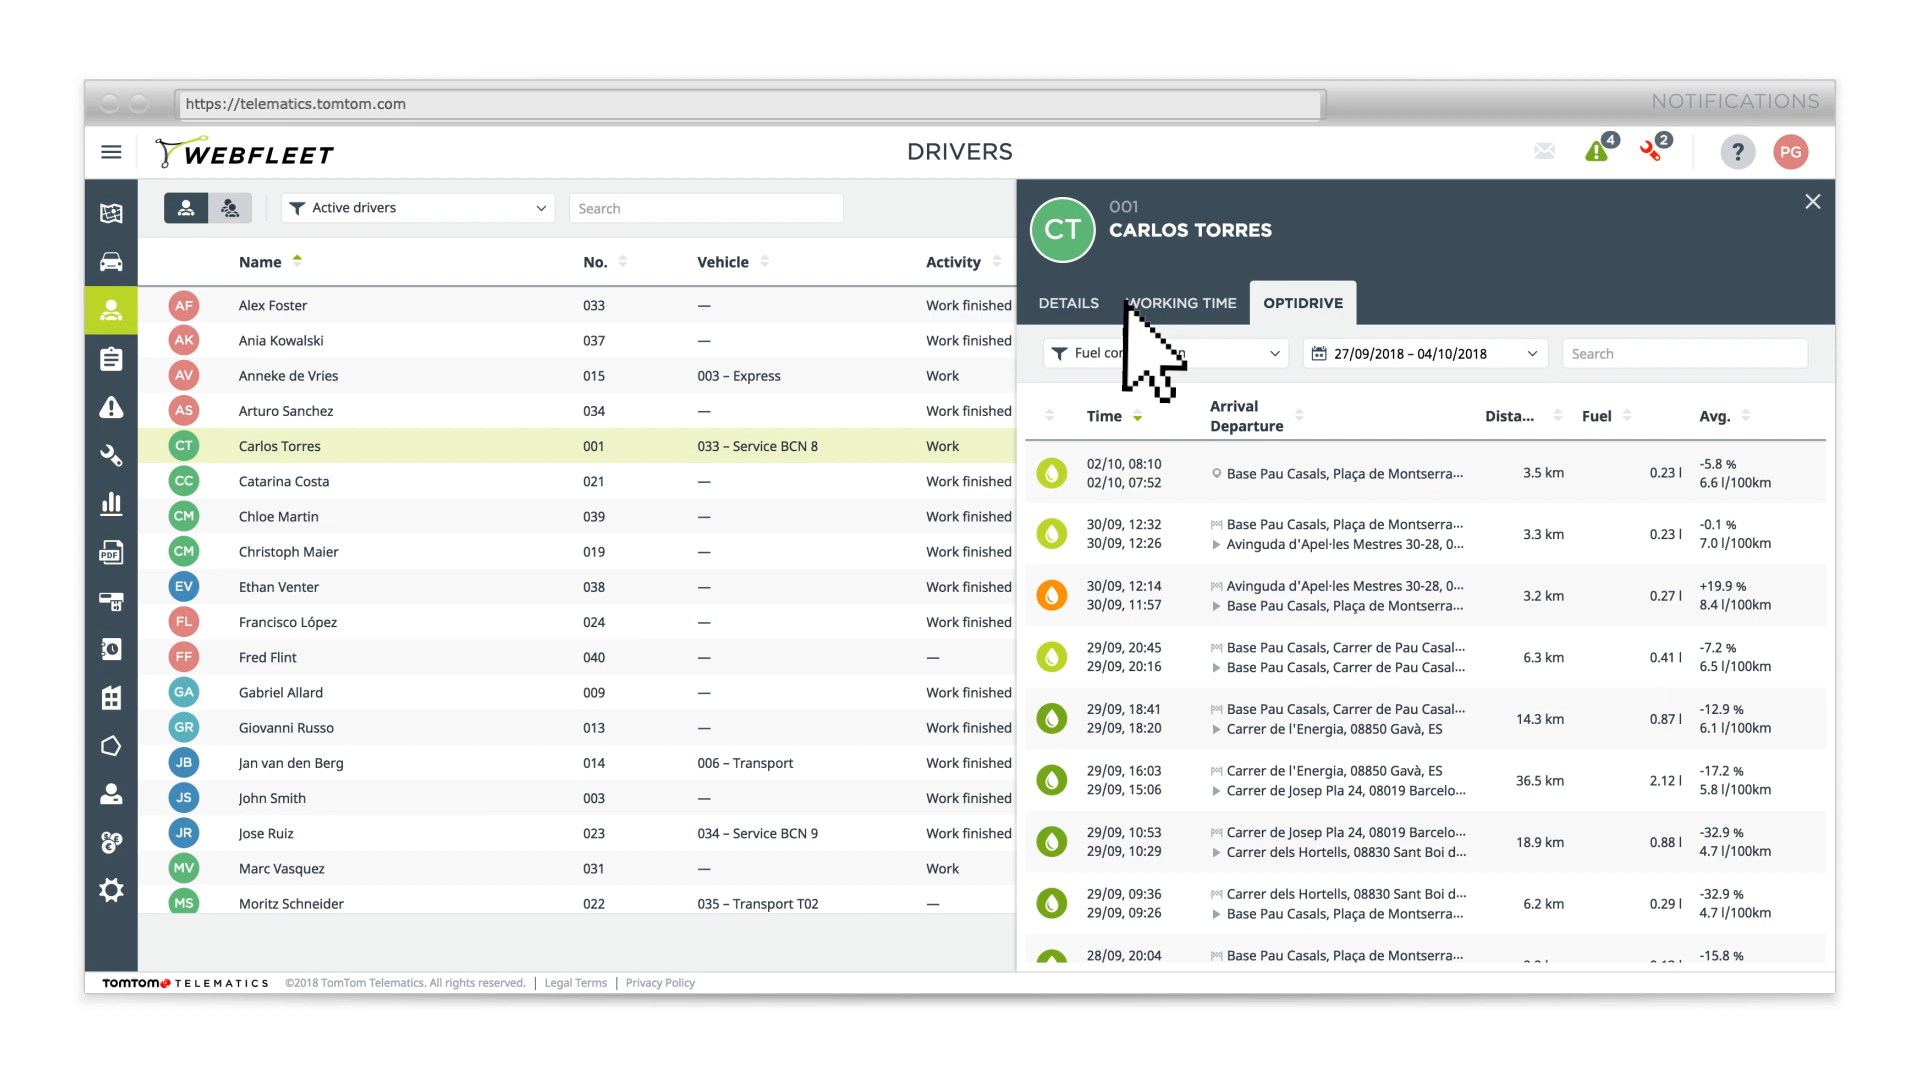 https://telematics.tomtom.com
NOTIFICATIONS
WEBFLEET
DRIVERS
4
2
?
PG
Active drivers
Search
Name
No.
Vehicle
Activity
AF Alex Foster 033 — Work finished
AK Ania Kowalski 037 — Work finished
AV Anneke de Vries 015 003 – Express Work
AS Arturo Sanchez 034 — Work finished
CT Carlos Torres 001 033 – Service BCN 8 Work
CC Catarina Costa 021 — Work finished
CM Chloe Martin 039 — Work finished
CM Christoph Maier 019 — Work finished
EV Ethan Venter 038 — Work finished
FL Francisco López 024 — Work finished
FF Fred Flint 040 — —
GA Gabriel Allard 009 — Work finished
GR Giovanni Russo 013 — Work finished
JB Jan van den Berg 014 006 – Transport Work finished
JS John Smith 003 — Work finished
JR Jose Ruiz 023 034 – Service BCN 9 Work finished
MV Marc Vasquez 031 — Work
MS Moritz Schneider 022 035 – Transport T02 —
PDF
CT
001
CARLOS TORRES
DETAILS
WORKING TIME
OPTIDRIVE
Fuel
27/09/2018 – 04/10/2018
Search
Time
Arrival
Departure
Dista...
Fuel
Avg.
02/10, 08:10 -5.8 %
02/10, 07:52 Base Pau Casals, Plaça de Montserra... 3.5 km 0.23 l 6.6 l/100km
30/09, 12:32 Base Pau Casals, Plaça de Montserra... 3.3 km 0.23 l -0.1 %
30/09, 12:26 Avinguda d'Apel·les Mestres 30-28, 0... 7.0 l/100km
30/09, 12:14 Avinguda d'Apel·les Mestres 30-28, 0... 3.2 km 0.27 l +19.9 %
30/09, 11:57 Base Pau Casals, Plaça de Montserra... 8.4 l/100km
29/09, 20:45 Base Pau Casals, Carrer de Pau Casal... 6.3 km 0.41 l -7.2 %
29/09, 20:16 Base Pau Casals, Carrer de Pau Casal... 6.5 l/100km
29/09, 18:41 Base Pau Casals, Carrer de Pau Casal... 14.3 km 0.87 l -12.9 %
29/09, 18:20 Carrer de l'Energia, 08850 Gavà, ES 6.1 l/100km
29/09, 16:03 Carrer de l'Energia, 08850 Gavà, ES 36.5 km 2.12 l -17.2 %
29/09, 15:06 Carrer de Josep Pla 24, 08019 Barcelo... 5.8 l/100km
29/09, 10:53 Carrer de Josep Pla 24, 08019 Barcelo... 18.9 km 0.88 l -32.9 %
29/09, 10:29 Carrer dels Hortells, 08830 Sant Boi d... 4.7 l/100km
29/09, 09:36 Carrer dels Hortells, 08830 Sant Boi d... 6.2 km 0.29 l -32.9 %
29/09, 09:26 Base Pau Casals, Plaça de Montserra... 4.7 l/100km
28/09, 20:04 Base Pau Casals, Plaça de Montserra... -15.8 %
TOMTOM TELEMATICS ©2018 TomTom Telematics. All rights reserved. | Legal Terms | Privacy Policy